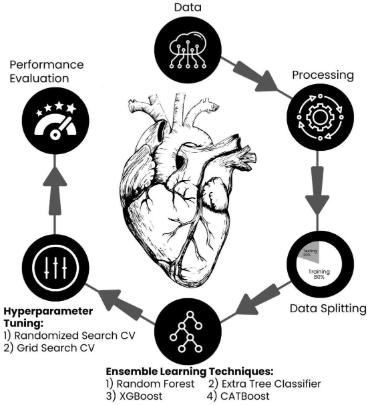 Data
Performance
Evaluation
Processing
Testing
20%
Training
80%
Data Splitting
Hyperparameter
Tuning:
1) Randomized Search CV
2) Grid Search CV
Ensemble Learning Techniques:
1) Random Forest 2) Extra Tree Classifier
3) XGBoost 4) CATBoost